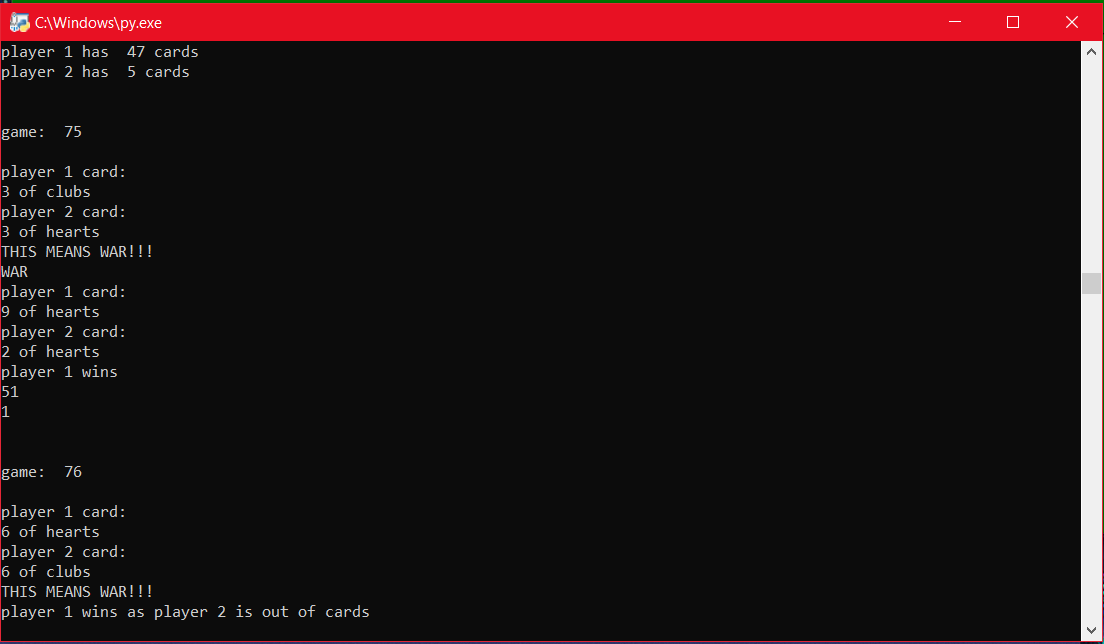 C:\Windows\py.exe
player 1 has  47 cards
player 2 has  5 cards
game:  75
player 1 card:
3 of clubs
player 2 card:
3 of hearts
THIS MEANS WAR!!!
WAR
player 1 card:
9 of hearts
player 2 card:
2 of hearts
player 1 wins
51
1
game:  76
player 1 card:
6 of hearts
player 2 card:
6 of clubs
THIS MEANS WAR!!!
player 1 wins as player 2 is out of cards